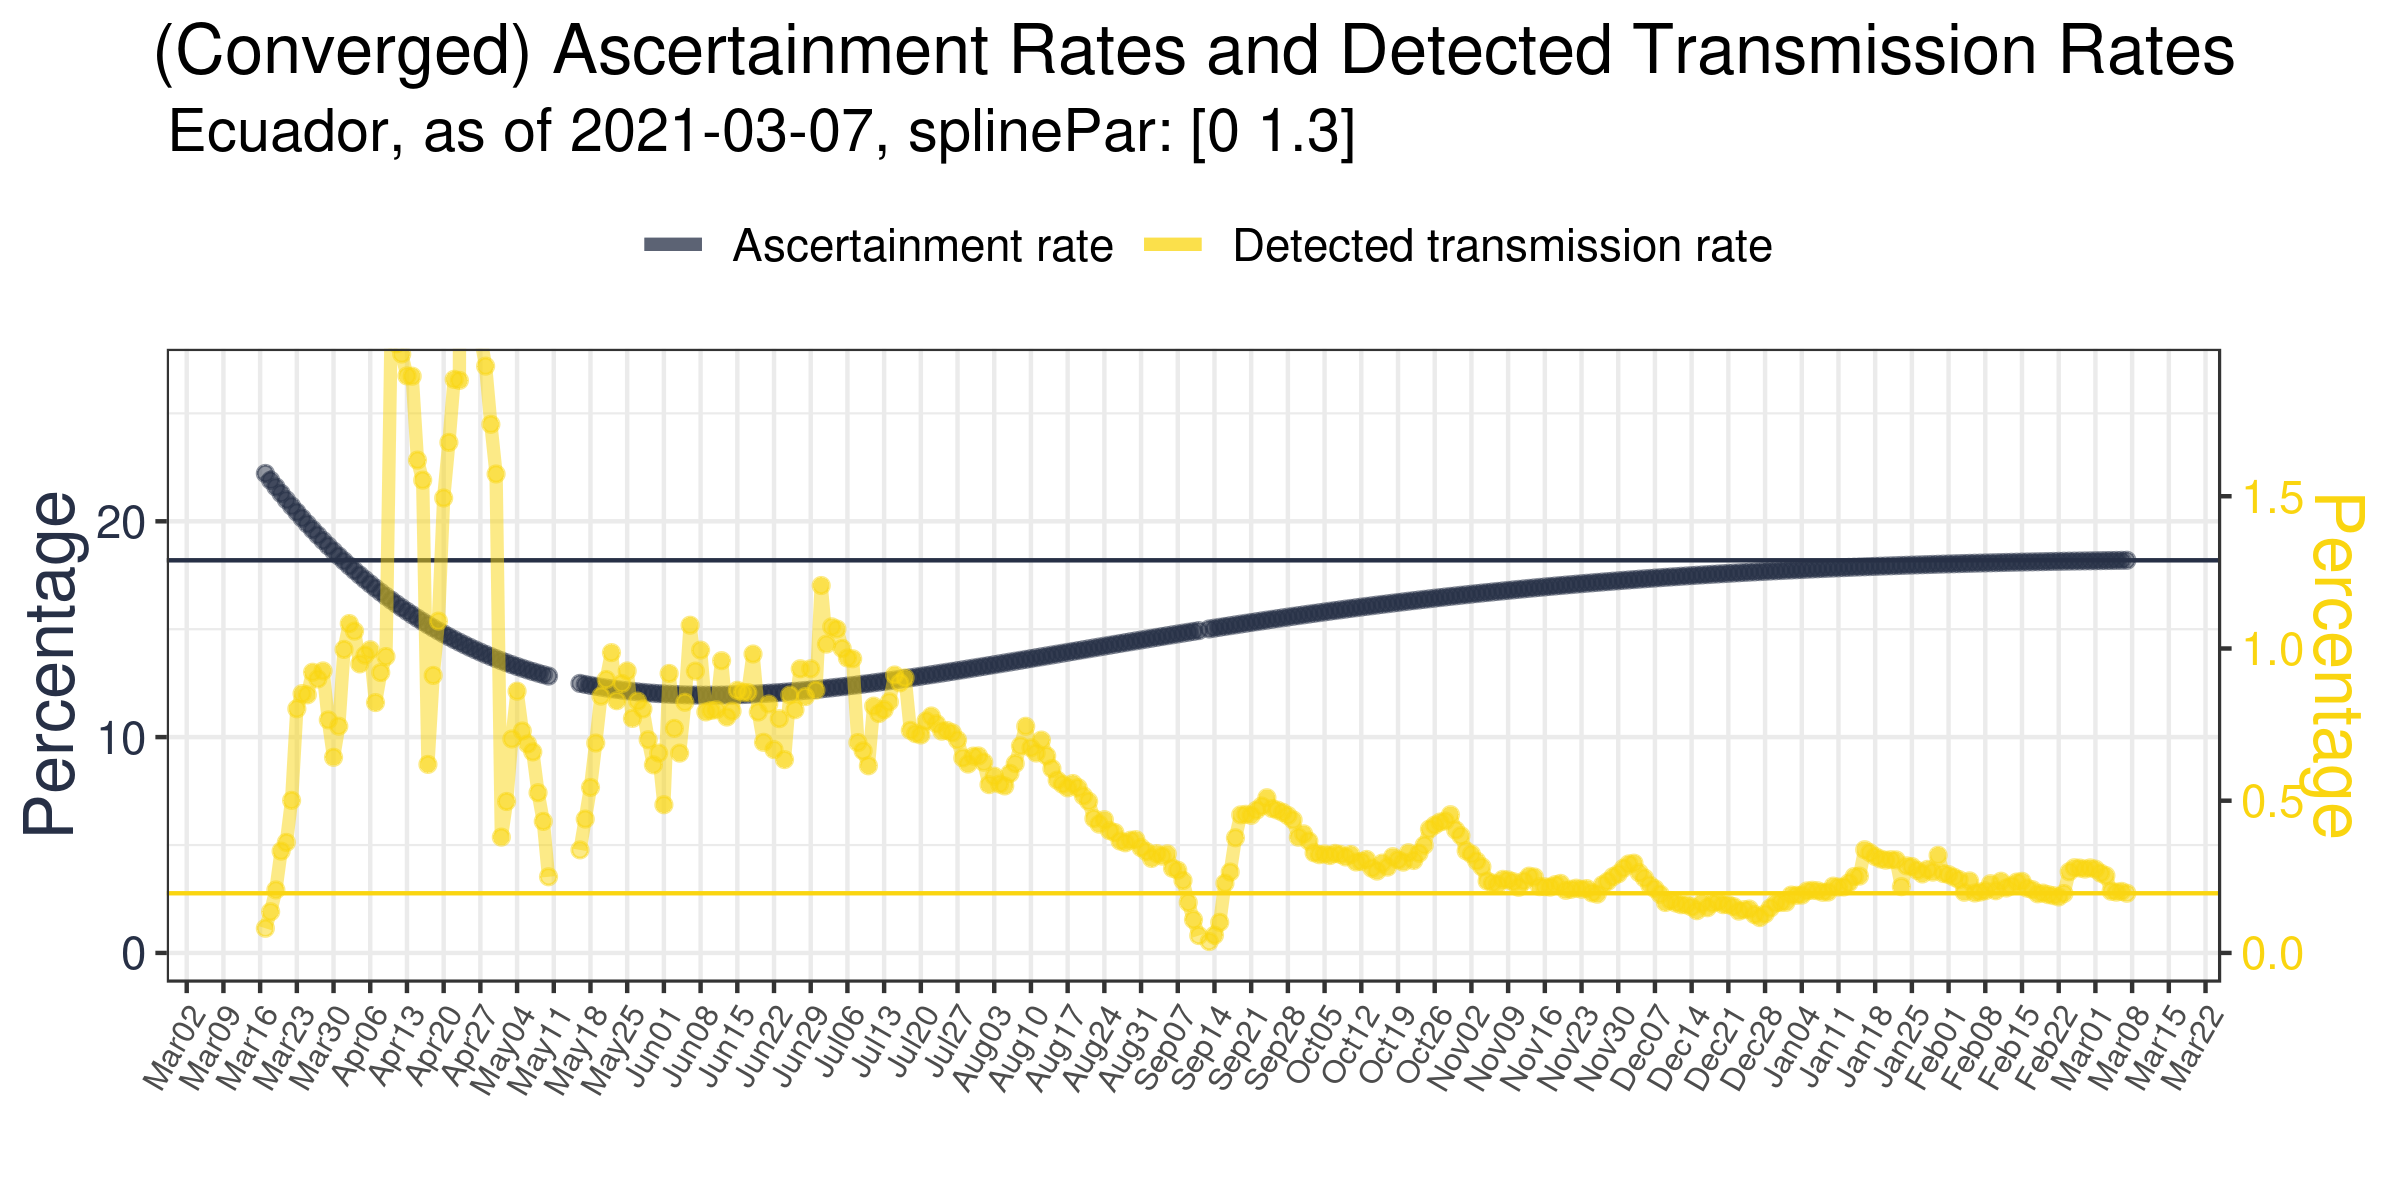 (Converged) Ascertainment Rates and Detected Transmission Rates
Ecuador, as of 2021-03-07, splinePar: [0 1.3]
Ascertainment rate
Detected transmission rate
Percentage
20
10
0
1.5
1.0
0.5
0.0
Percentage
Mar02
Mar09
Mar16
Mar23
Mar30
Apr06
Apr13
Apr20
Apr27
May04
May11
May18
May25
Jun01
Jun08
Jun15
Jun22
Jun29
Jul06
Jul13
Jul20
Jul27
Aug03
Aug10
Aug17
Aug24
Aug31
Sep07
Sep14
Sep21
Sep28
Oct05
Oct12
Oct19
Oct26
Nov02
Nov09
Nov16
Nov23
Nov30
Dec07
Dec14
Dec21
Dec28
Jan04
Jan11
Jan18
Jan25
Feb01
Feb08
Feb15
Feb22
Mar01
Mar08
Mar15
Mar22